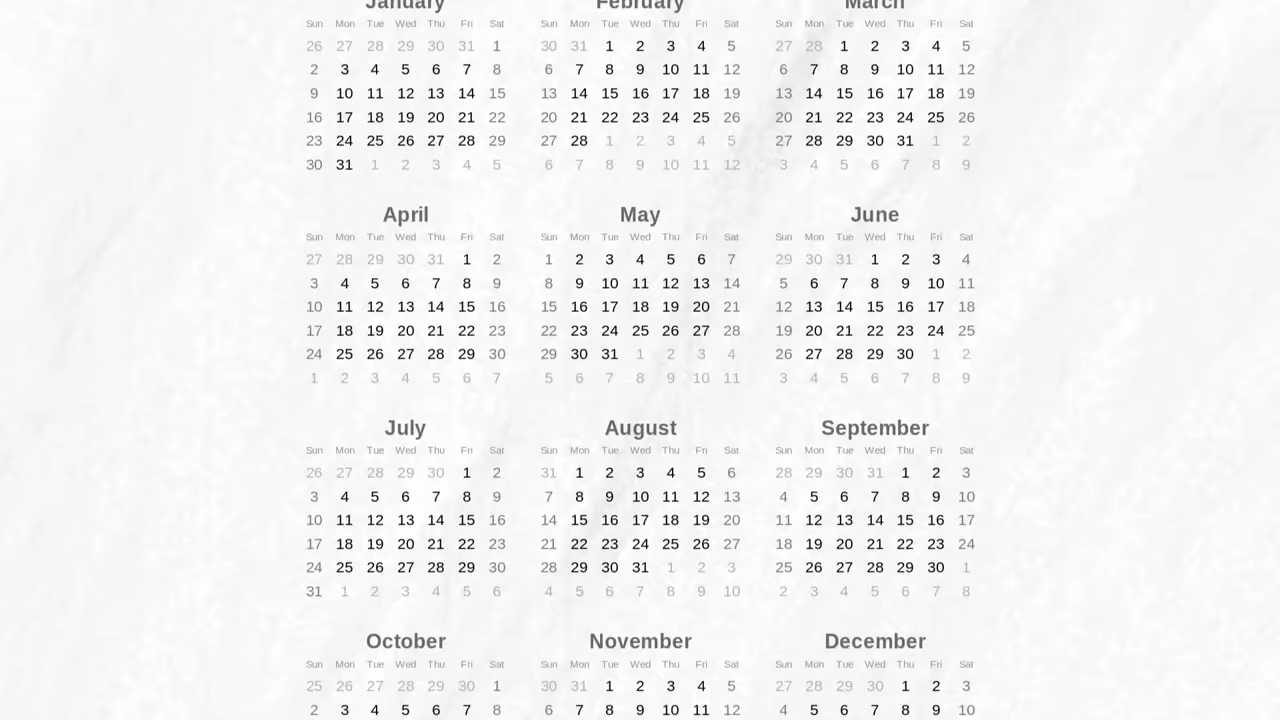 January February March
Sun Mon Tue Wed Thu Fri Sat Sun Mon Tue Wed Thu Fri Sat Sun Mon Tue Wed Thu Fri Sat
26 27 28 29 30 31 1 30 31 1 2 3 4 5 27 28 1 2 3 4 5
2 3 4 5 6 7 8 6 7 8 9 10 11 12 6 7 8 9 10 11 12
9 10 11 12 13 14 15 13 14 15 16 17 18 19 13 14 15 16 17 18 19
16 17 18 19 20 21 22 20 21 22 23 24 25 26 20 21 22 23 24 25 26
23 24 25 26 27 28 29 27 28 1 2 3 4 5 27 28 29 30 31 1 2
30 31 1 2 3 4 5 6 7 8 9 10 11 12 3 4 5 6 7 8 9
April May June
Sun Mon Tue Wed Thu Fri Sat Sun Mon Tue Wed Thu Fri Sat Sun Mon Tue Wed Thu Fri Sat
27 28 29 30 31 1 2 1 2 3 4 5 6 7 29 30 31 1 2 3 4
3 4 5 6 7 8 9 8 9 10 11 12 13 14 5 6 7 8 9 10 11
10 11 12 13 14 15 16 15 16 17 18 19 20 21 12 13 14 15 16 17 18
17 18 19 20 21 22 23 22 23 24 25 26 27 28 19 20 21 22 23 24 25
24 25 26 27 28 29 30 29 30 31 1 2 3 4 26 27 28 29 30 1 2
1 2 3 4 5 6 7 5 6 7 8 9 10 11 3 4 5 6 7 8 9
July August September
Sun Mon Tue Wed Thu Fri Sat Sun Mon Tue Wed Thu Fri Sat Sun Mon Tue Wed Thu Fri Sat
26 27 28 29 30 1 2 31 1 2 3 4 5 6 28 29 30 31 1 2 3
3 4 5 6 7 8 9 7 8 9 10 11 12 13 4 5 6 7 8 9 10
10 11 12 13 14 15 16 14 15 16 17 18 19 20 11 12 13 14 15 16 17
17 18 19 20 21 22 23 21 22 23 24 25 26 27 18 19 20 21 22 23 24
24 25 26 27 28 29 30 28 29 30 31 1 2 3 25 26 27 28 29 30 1
31 1 2 3 4 5 6 4 5 6 7 8 9 10 2 3 4 5 6 7 8
October November December
Sun Mon Tue Wed Thu Fri Sat Sun Mon Tue Wed Thu Fri Sat Sun Mon Tue Wed Thu Fri Sat
25 26 27 28 29 30 1 30 31 1 2 3 4 5 27 28 29 30 1 2 3
2 3 4 5 6 7 8 6 7 8 9 10 11 12 4 5 6 7 8 9 10